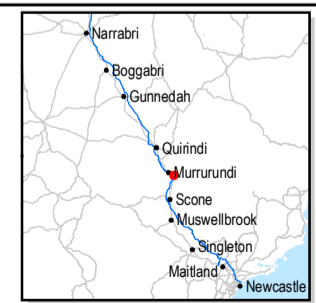 Narrabri
Boggabri
Gunnedah
Quirindi
Murrurundi
Scone
Muswellbrook
Singleton
Maitland
Newcastle